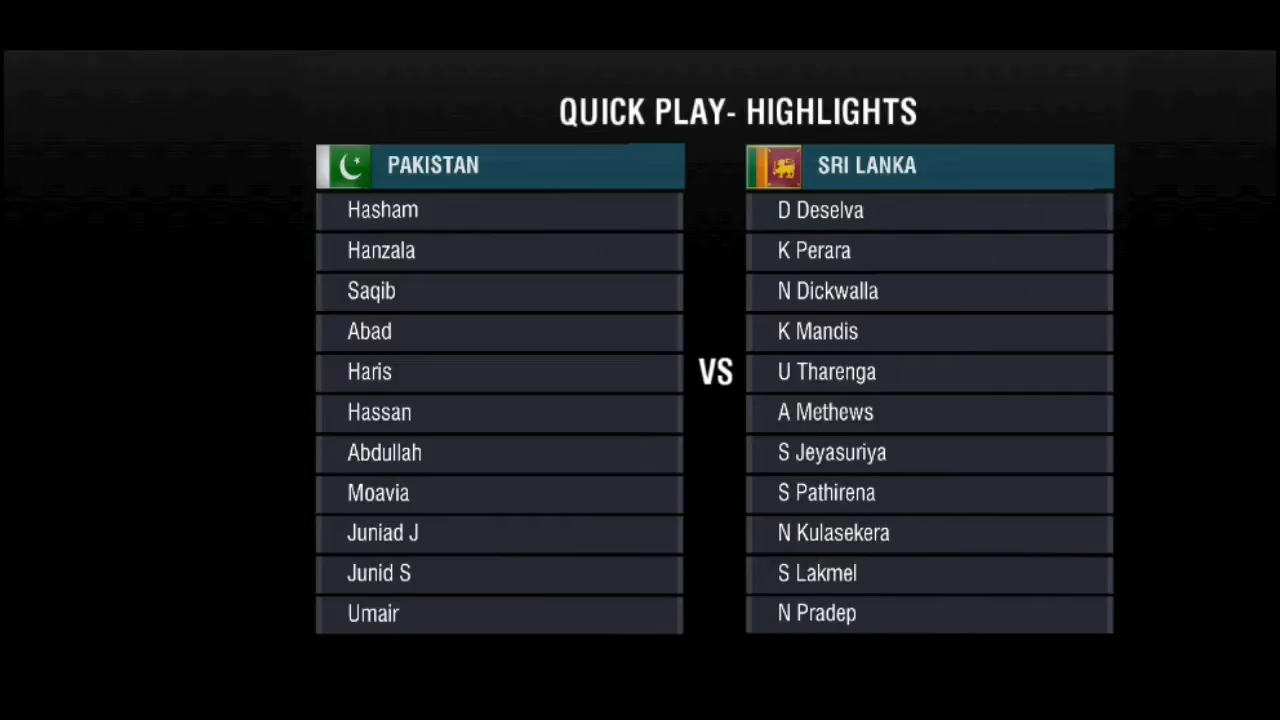 QUICK PLAY- HIGHLIGHTS
PAKISTAN
Hasham
Hanzala
Saqib
Abad
Haris
Hassan
Abdullah
Moavia
Juniad J
Junid S
Umair
VS
SRI LANKA
D Deselva
K Perara
N Dickwalla
K Mandis
U Tharenga
A Methews
S Jeyasuriya
S Pathirena
N Kulasekera
S Lakmel
N Pradep